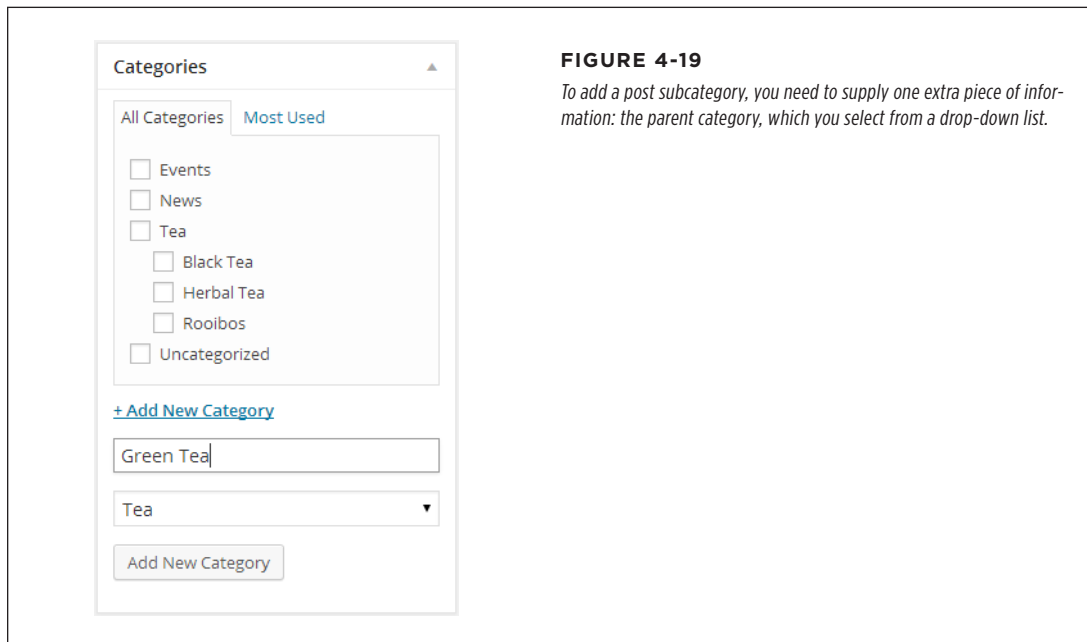 Categories
All Categories Most Used
Events
News
Tea
Black Tea
Herbal Tea
Rooibos
Uncategorized
+ Add New Category
Green Tea
Tea
Add New Category
FIGURE 4-19
To add a post subcategory, you need to supply one extra piece of infor-
mation: the parent category, which you select from a drop-down list.